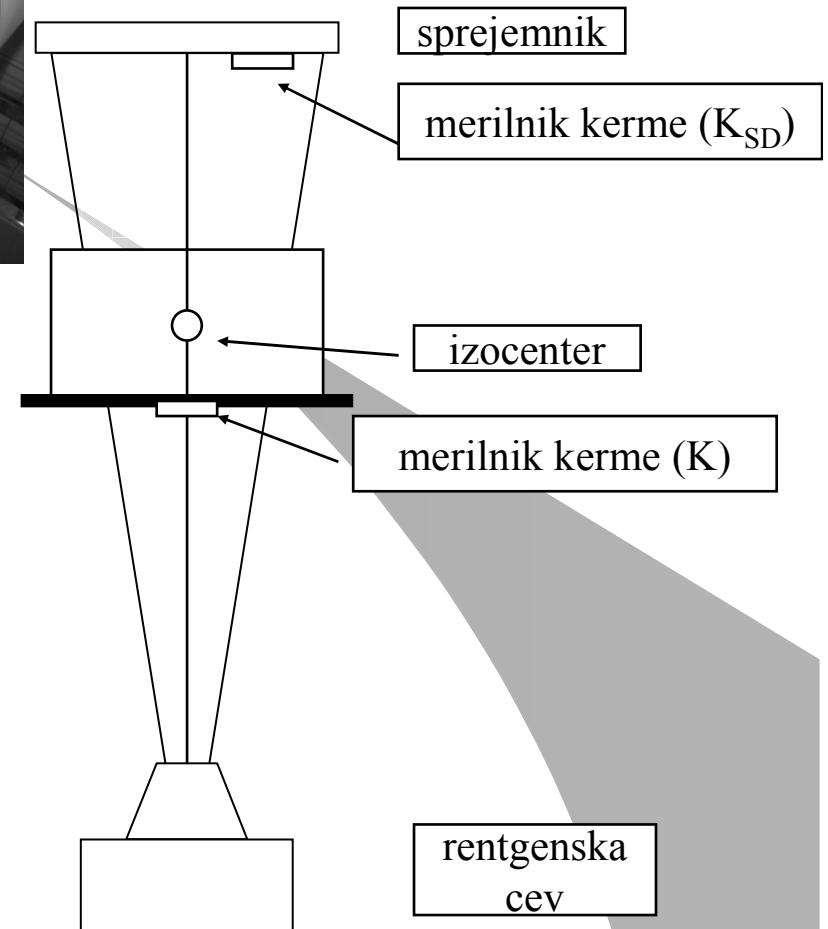 sprejemnik
merilnik kerme (K_SD)
izocenter
merilnik kerme (K)
rentgenska
cev